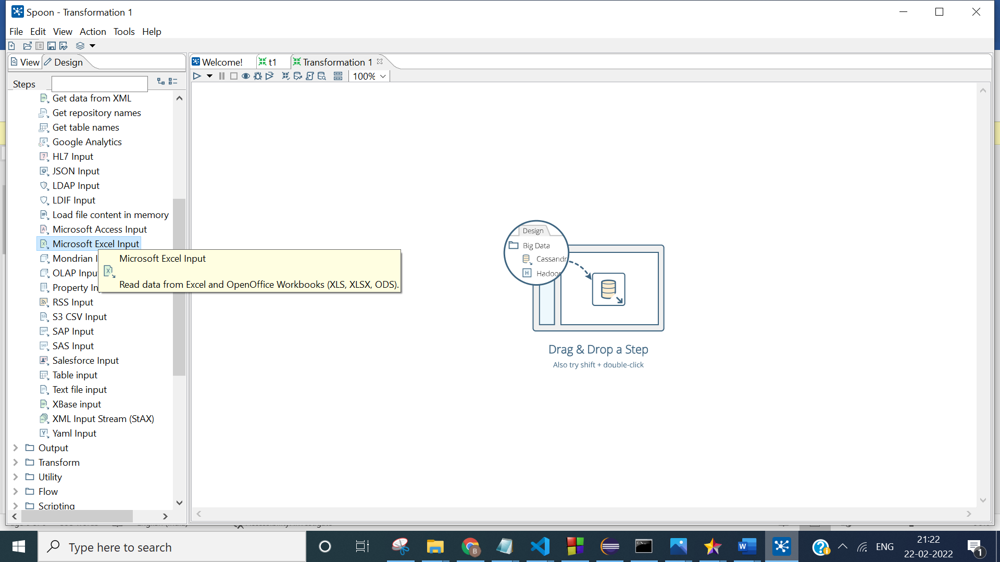 Spoon - Transformation 1
File Edit View Action Tools Help
View Design
Welcome! t1 Transformation 1
Steps
100%
Get data from XML
Get repository names
Get table names
Google Analytics
HL7 Input
JSON Input
LDAP Input
LDIF Input
Load file content in memory
Microsoft Access Input
Microsoft Excel Input
Mondrian I
OLAP Inpu
Property In
Microsoft Excel Input
Read data from Excel and OpenOffice Workbooks (XLS, XLSX, ODS).
RSS Input
S3 CSV Input
SAP Input
SAS Input
Salesforce Input
Table input
Text file input
XBase input
XML Input Stream (StAX)
Yaml Input
Output
Transform
Utility
Flow
Scripting
Design
Big Data
Cassandr
Hadoop
Drag & Drop a Step
Also try shift + double-click
Type here to search
ENG
21:22
22-02-2022
1